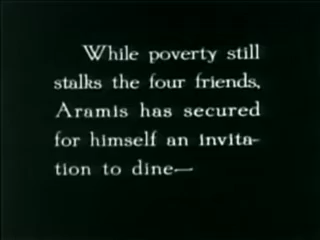 While poverty still
stalks the four friends,
Aramis has secured
for himself an invita-
tion to dine—